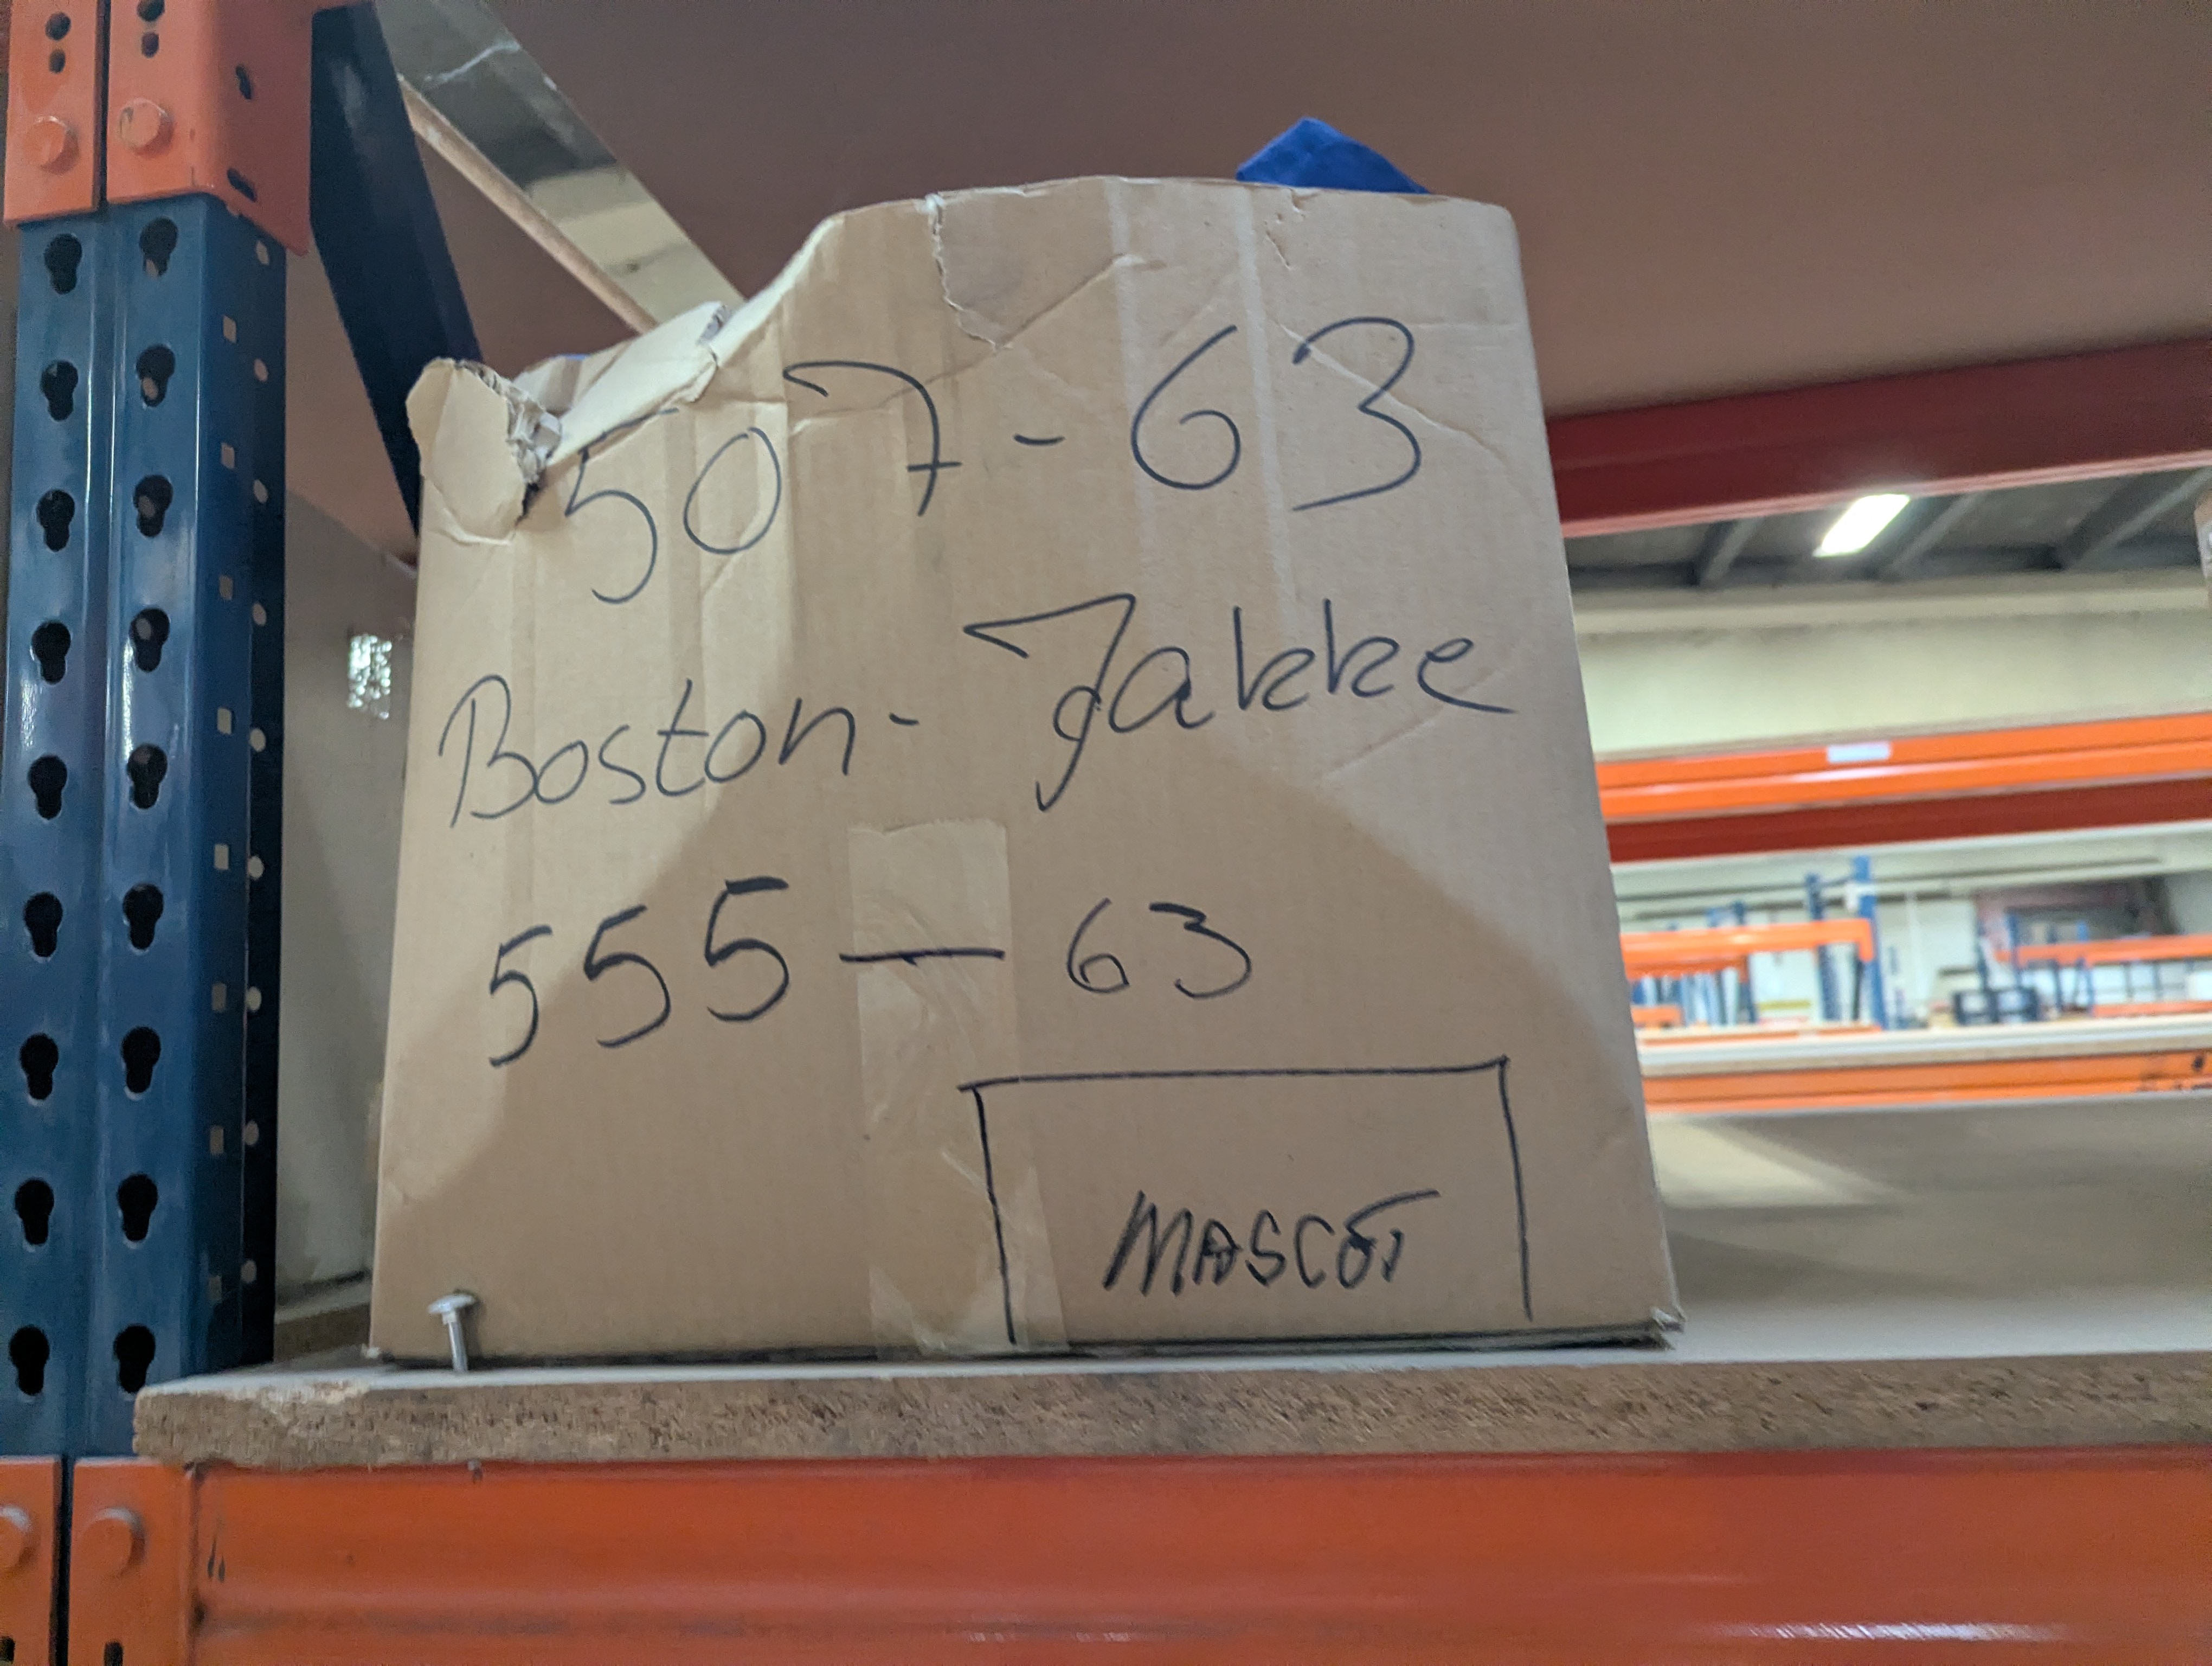 507-63
Boston- Jakke
555 — 63
MASCOT